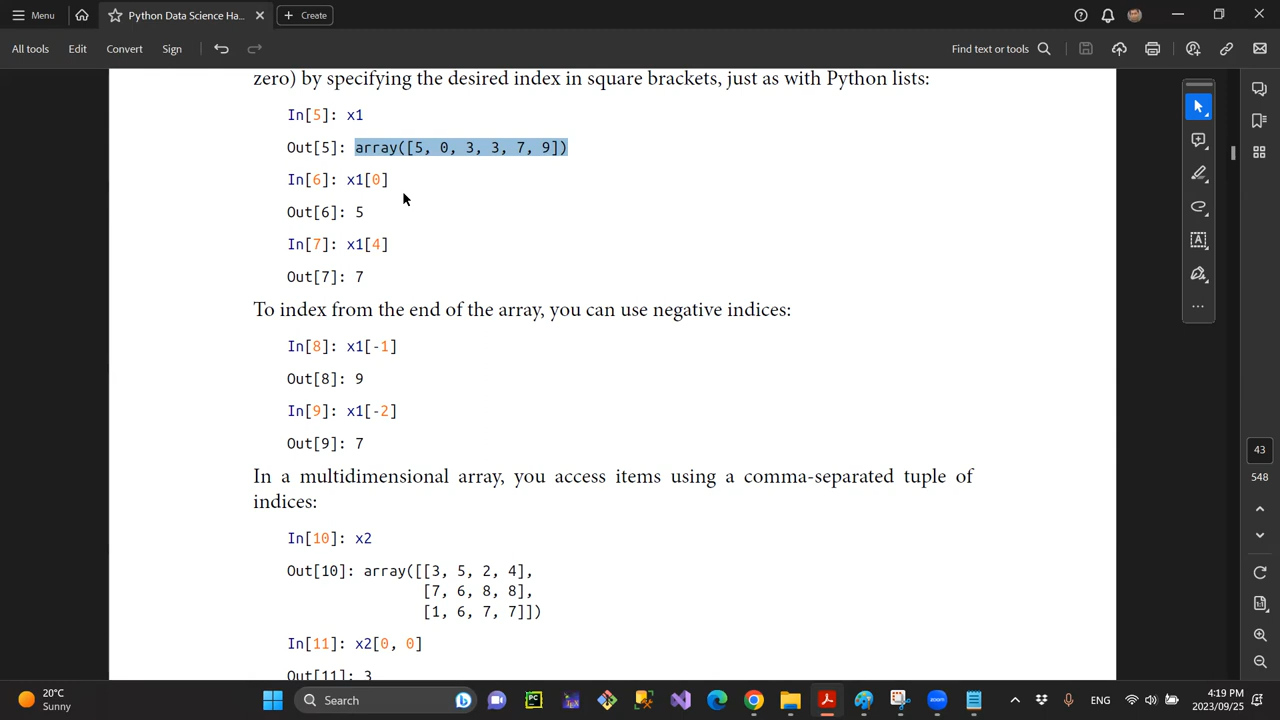 Menu
Python Data Science Ha...
Create
All tools
Edit
Convert
Sign
Find text or tools
zero) by specifying the desired index in square brackets, just as with Python lists:
In[5]: x1
Out[5]: array([5, 0, 3, 3, 7, 9])
In[6]: x1[0]
Out[6]: 5
In[7]: x1[4]
Out[7]: 7
To index from the end of the array, you can use negative indices:
In[8]: x1[-1]
Out[8]: 9
In[9]: x1[-2]
Out[9]: 7
In a multidimensional array, you access items using a comma-separated tuple of
indices:
In[10]: x2
Out[10]: array([[3, 5, 2, 4],
[7, 6, 8, 8],
[1, 6, 7, 7]])
In[11]: x2[0, 0]
Out[11]: 3
43
548
20°C
Sunny
Search
PC
zoom
ENG
4:19 PM
2023/09/25